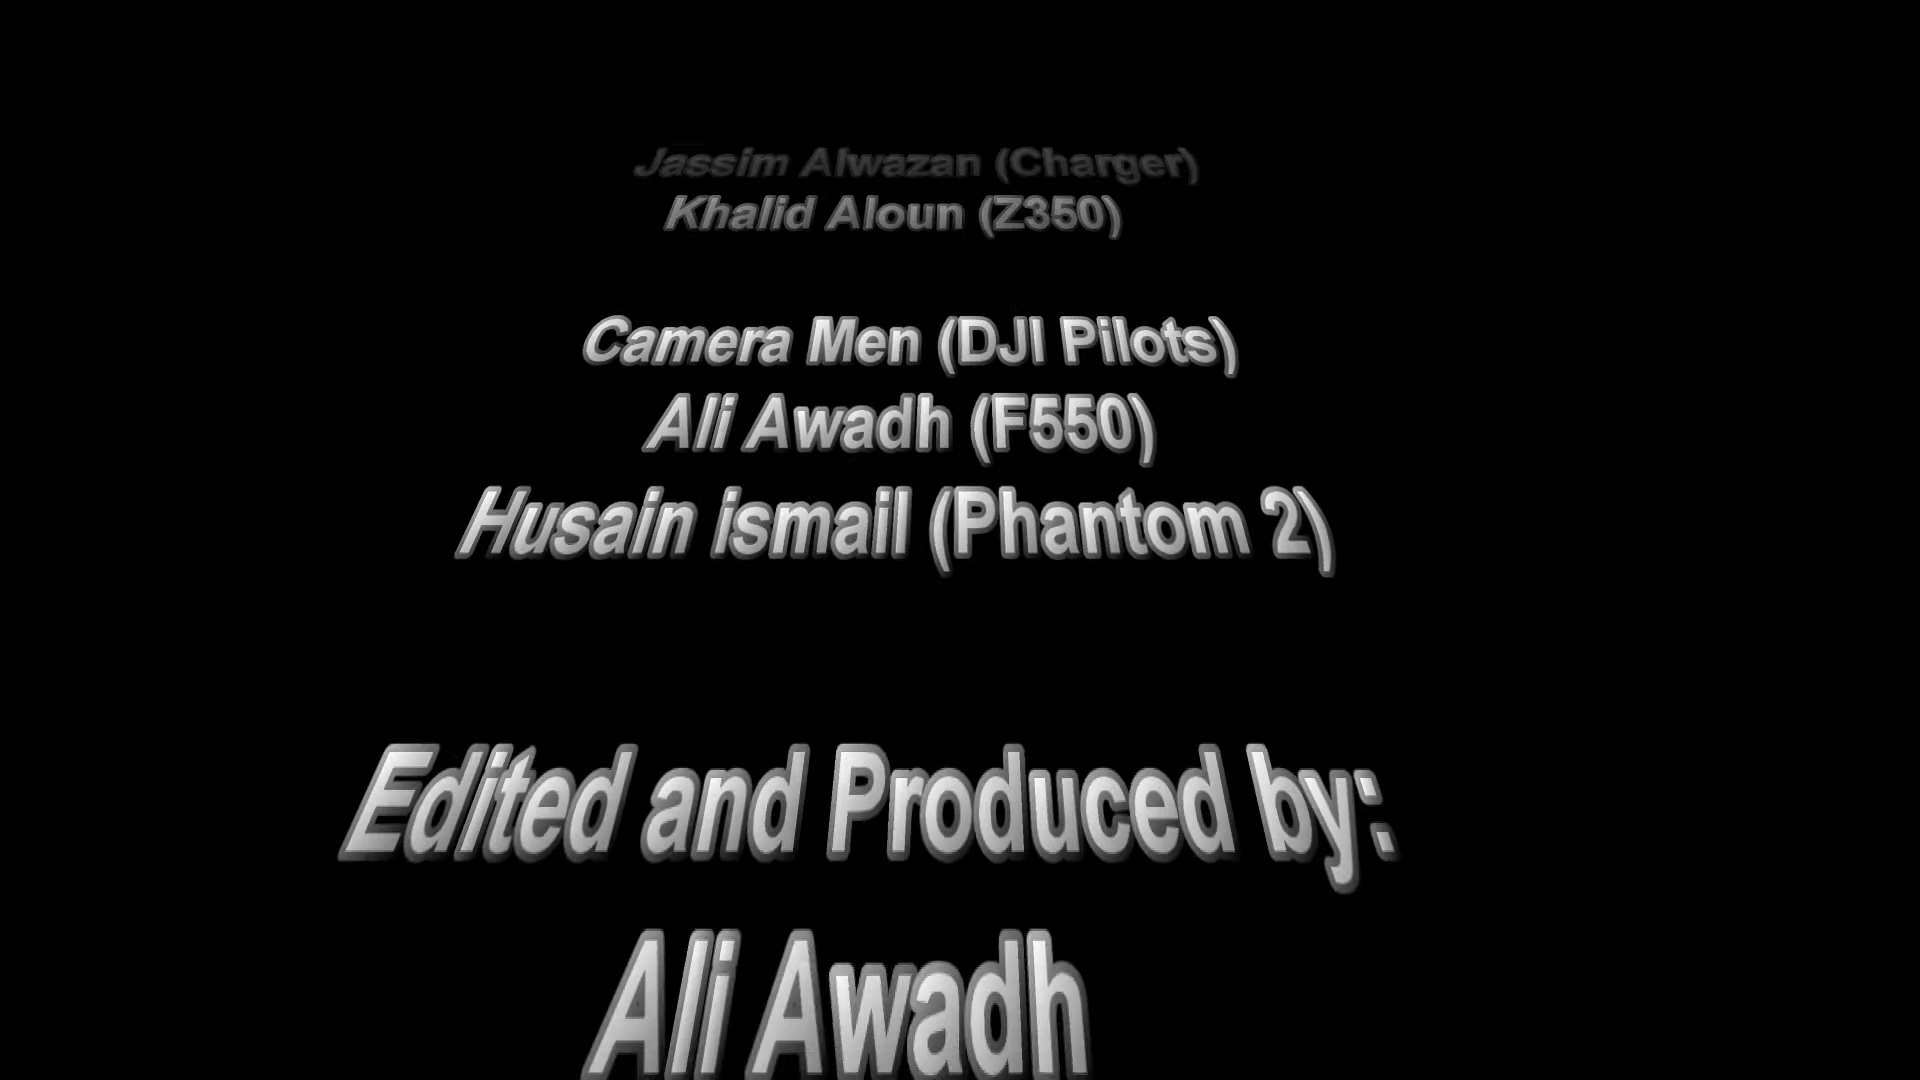 Jassim Alwazan (Charger)
Khalid Aloun (Z350)
Camera Men (DJI Pilots)
Ali Awadh (F550)
Husain ismail (Phantom 2)
Edited and Produced by:
Ali Awadh